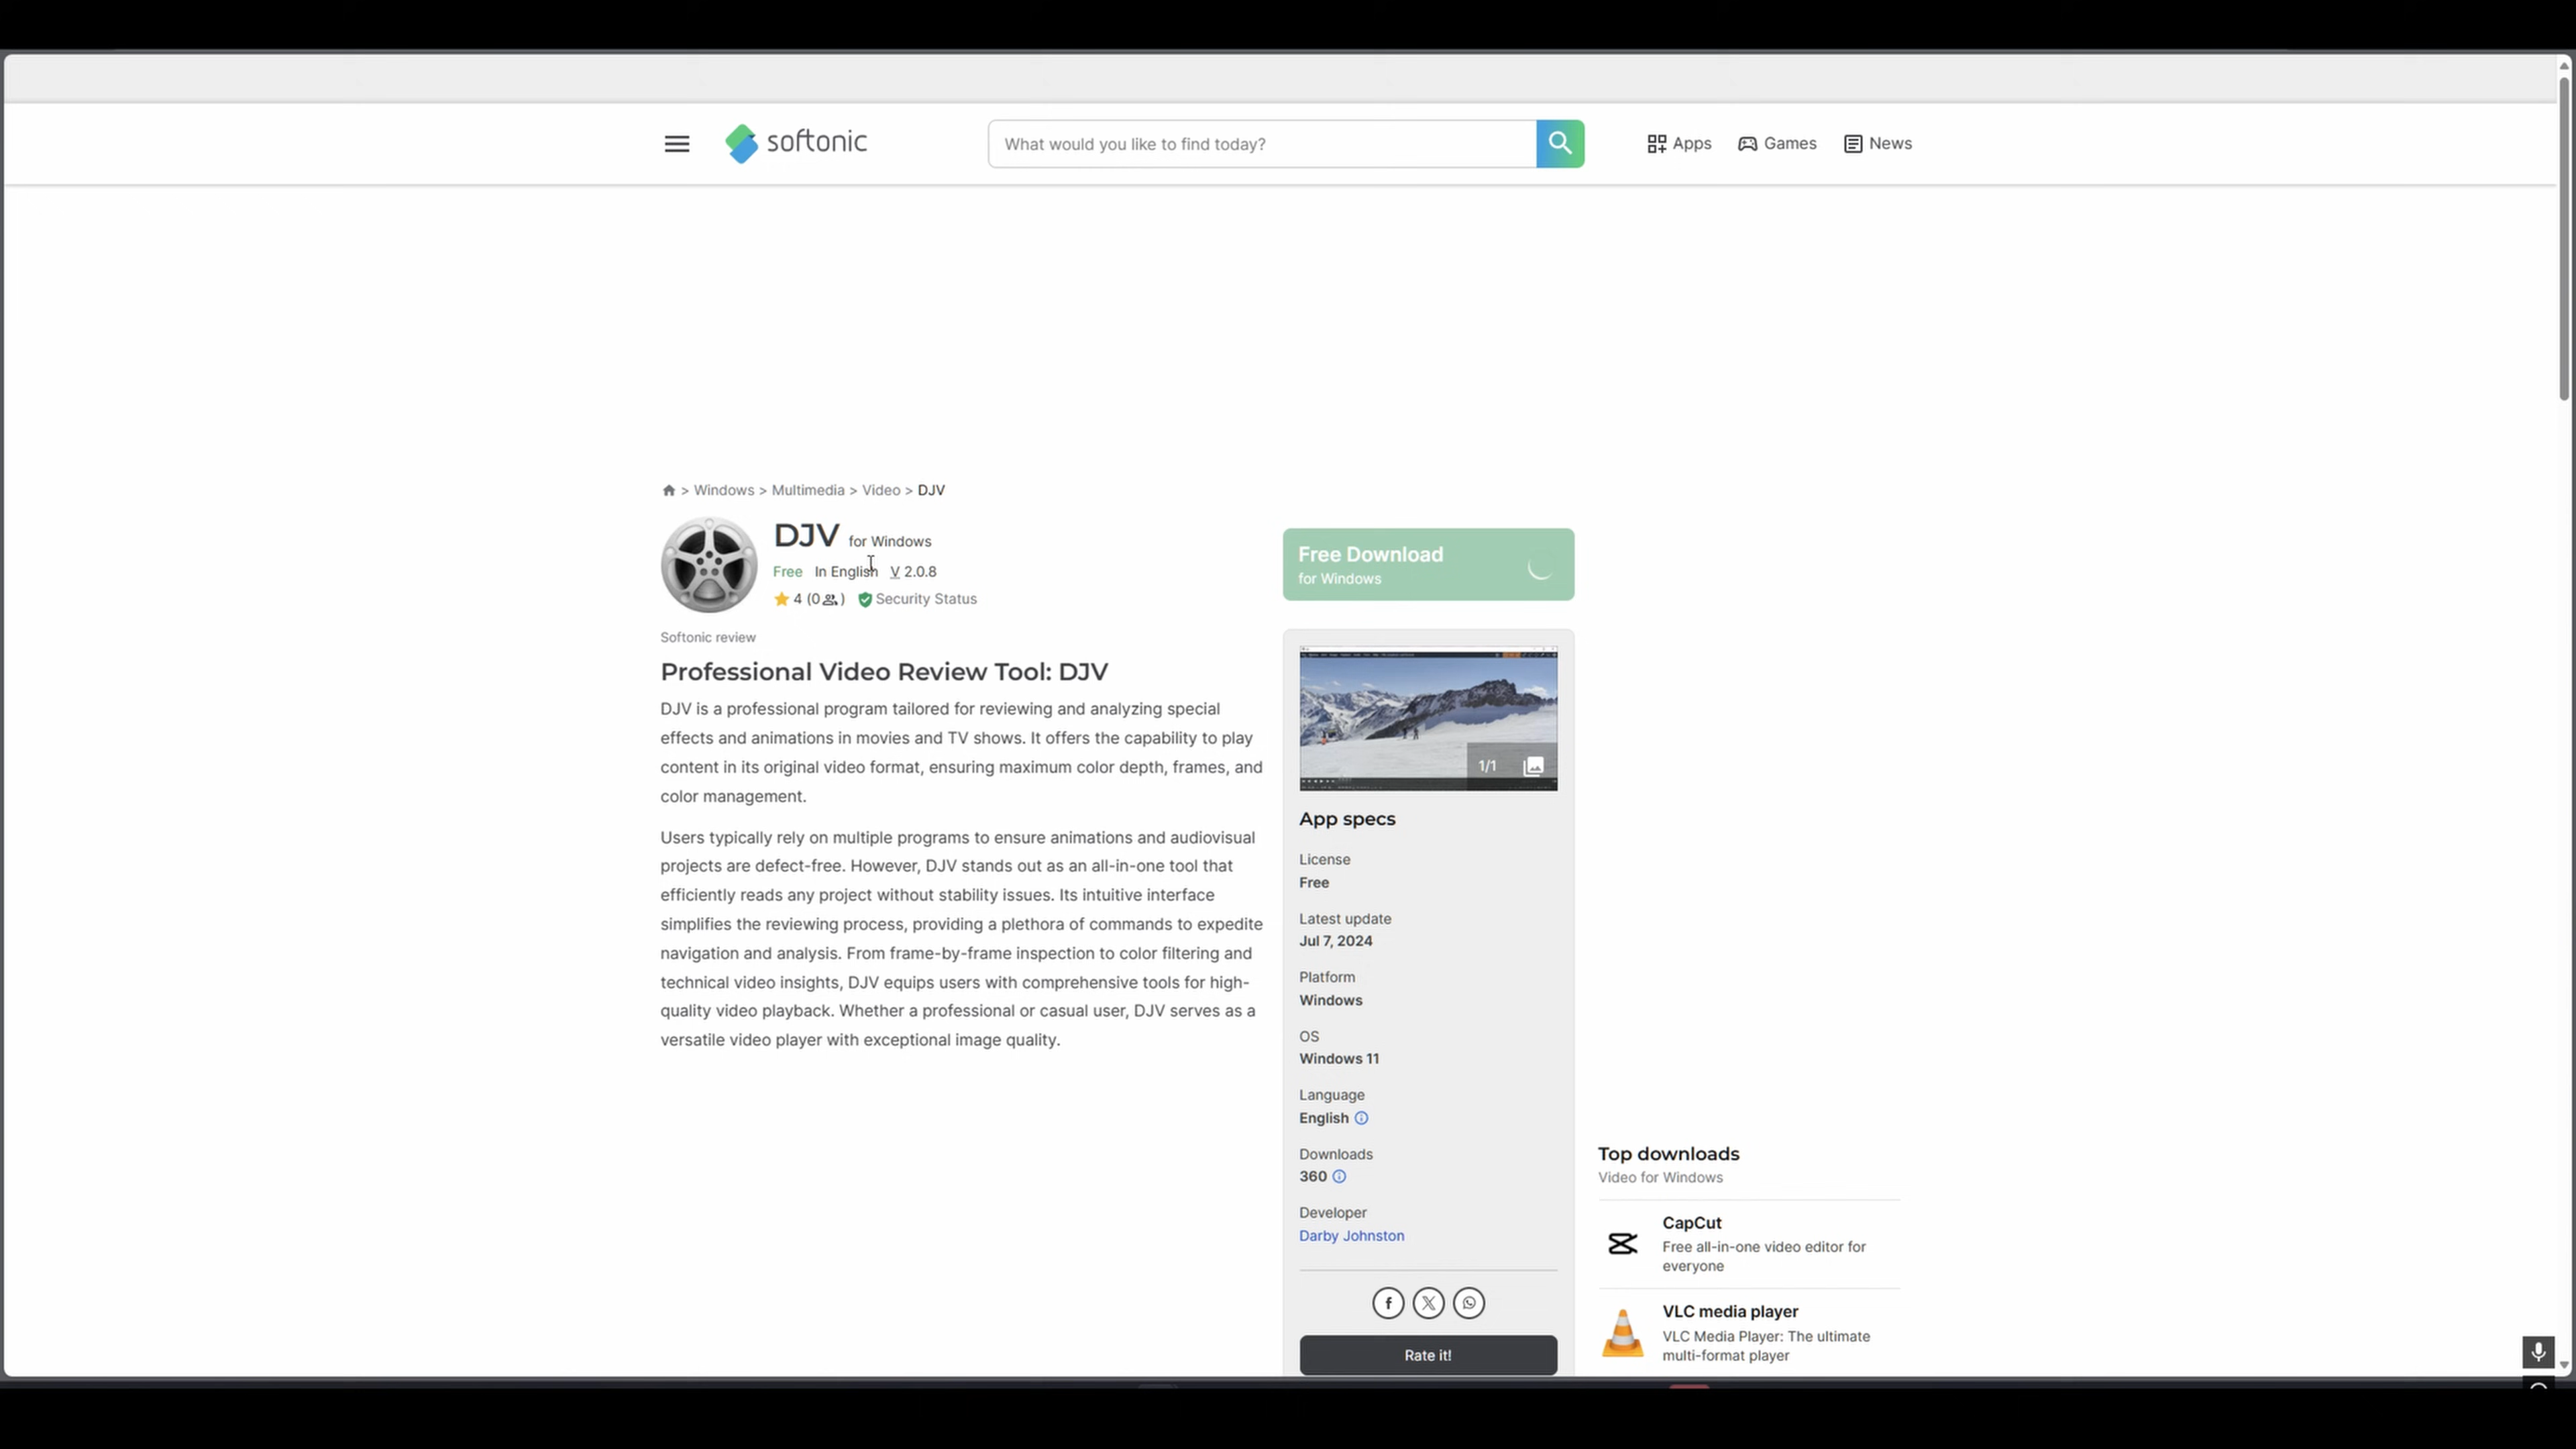 softonic
What would you like to find today?
Apps
Games
News
> Windows > Multimedia > Video > DJV
DJV for Windows
Free In English V 2.0.8
4 (0 ) Security Status
Softonic review
Professional Video Review Tool: DJV
DJV is a professional program tailored for reviewing and analyzing special
effects and animations in movies and TV shows. It offers the capability to play
content in its original video format, ensuring maximum color depth, frames, and
color management.
Users typically rely on multiple programs to ensure animations and audiovisual
projects are defect-free. However, DJV stands out as an all-in-one tool that
efficiently reads any project without stability issues. Its intuitive interface
simplifies the reviewing process, providing a plethora of commands to expedite
navigation and analysis. From frame-by-frame inspection to color filtering and
technical video insights, DJV equips users with comprehensive tools for high-
quality video playback. Whether a professional or casual user, DJV serves as a
versatile video player with exceptional image quality.
Free Download
for Windows
1/1
App specs
License
Free
Latest update
Jul 7, 2024
Platform
Windows
OS
Windows 11
Language
English
Downloads
360
Developer
Darby Johnston
Rate it!
Top downloads
Video for Windows
CapCut
Free all-in-one video editor for
everyone
VLC media player
VLC Media Player: The ultimate
multi-format player